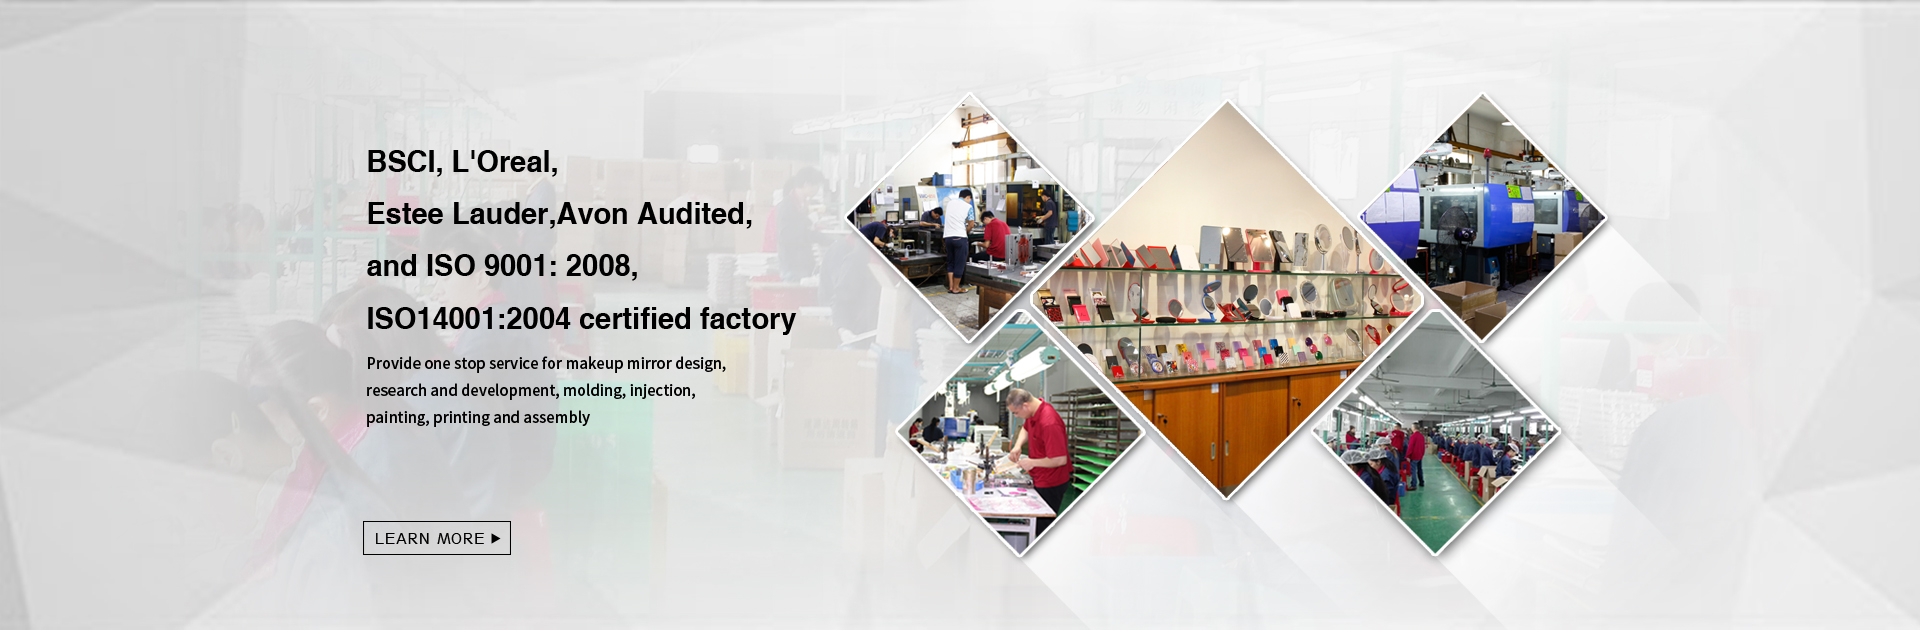 BSCI, L'Oreal,
Estee Lauder,Avon Audited,
and ISO 9001: 2008,
ISO14001:2004 certified factory
Provide one stop service for makeup mirror design,
research and development, molding, injection,
painting, printing and assembly
LEARN MORE ▶